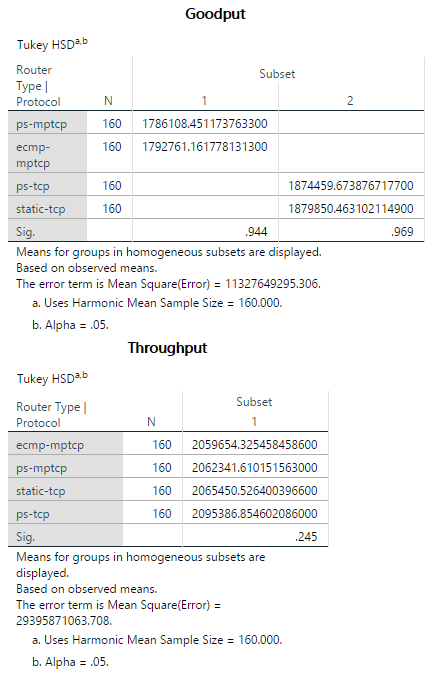 Goodput
Tukey HSDa,b
Router Type | Protocol N Subset
1 2
ps-mptcp 160 1786108.451173763300
ecmp-mptcp 160 1792761.161778131300
ps-tcp 160 1874459.673876717700
static-tcp 160 1879850.463102114900
Sig. .944 .969
Means for groups in homogeneous subsets are displayed.
Based on observed means.
The error term is Mean Square(Error) = 11327649295.306.
a. Uses Harmonic Mean Sample Size = 160.000.
b. Alpha = .05.
Throughput
Tukey HSDa,b
Router Type | Protocol N Subset
1
ecmp-mptcp 160 2059654.325458458600
ps-mptcp 160 2062341.610151563000
static-tcp 160 2065450.526400396600
ps-tcp 160 2095386.854602086000
Sig. .245
Means for groups in homogeneous subsets are
displayed.
Based on observed means.
The error term is Mean Square(Error) =
29395871063.708.
a. Uses Harmonic Mean Sample Size = 160.000.
b. Alpha = .05.